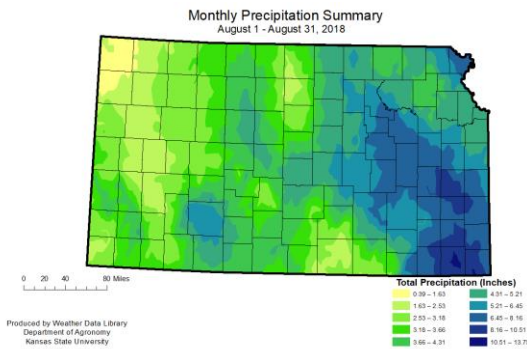 Monthly Precipitation Summary
August 1 - August 31, 2018
0 20 40 80 Miles
Produced by Weather Data Library
Department of Agronomy
Kansas State University
Total Precipitation (Inches)
0.39 – 1.63
1.63 – 2.53
2.53 – 3.18
3.18 – 3.66
3.66 – 4.31
4.31 – 5.21
5.21 – 6.45
6.45 – 8.16
8.16 – 10.51